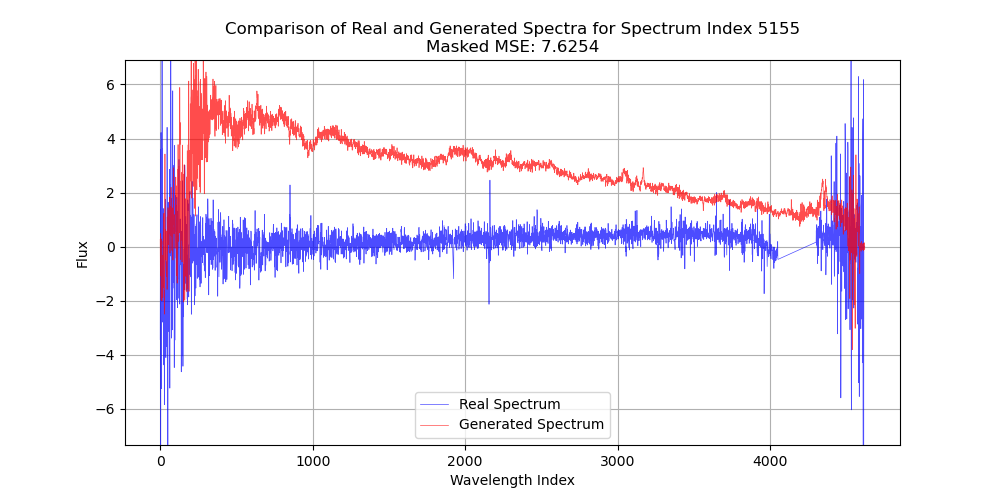 Comparison of Real and Generated Spectra for Spectrum Index 5155
Masked MSE: 7.6254
6
4
2
0
−2
−4
−6
Flux
Real Spectrum
Generated Spectrum
0 1000 2000 3000 4000
Wavelength Index